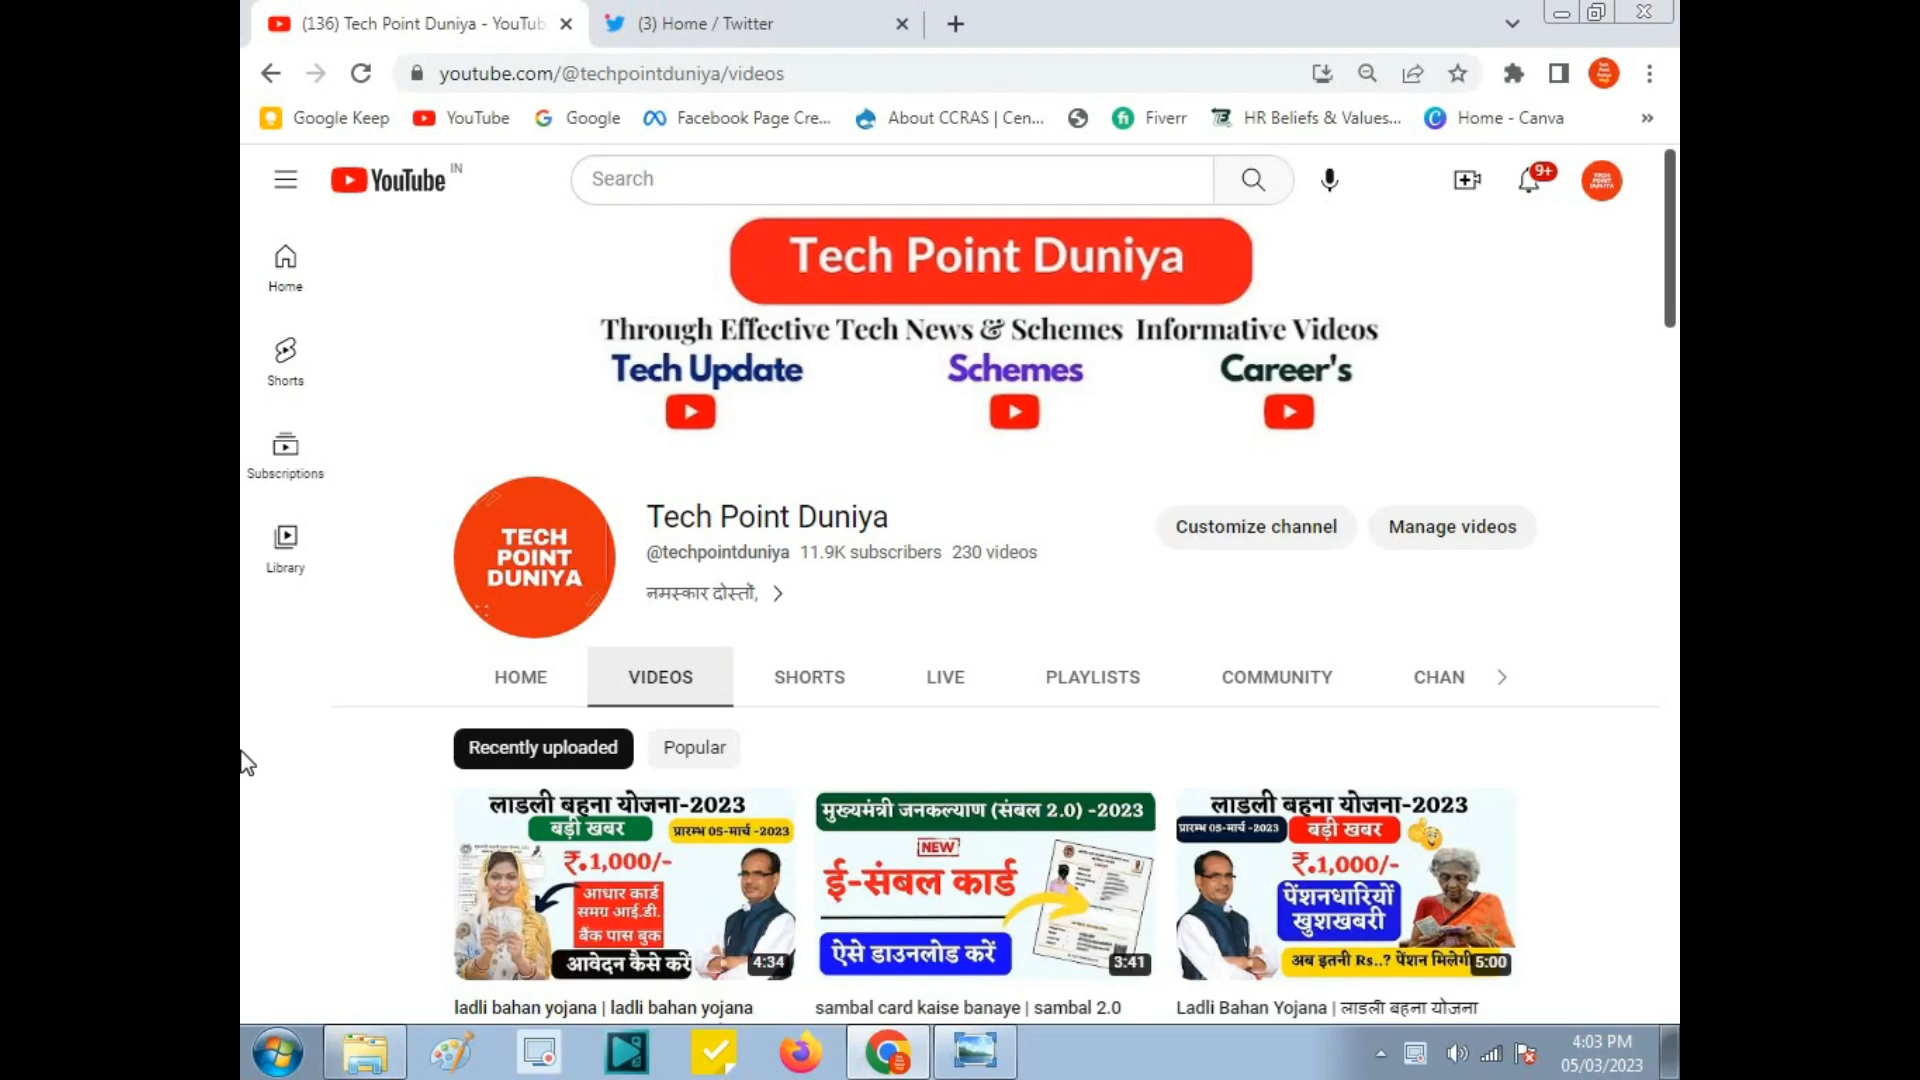 (136) Tech Point Duniya - YouTub
(3) Home / Twitter
youtube.com/@techpointduniya/videos
Google Keep
YouTube
Google
Facebook Page Cre...
About CCRAS | Cen...
Fiverr
HR Beliefs & Values...
Home - Canva
YouTube IN
Search
9+
TECH POINT DUNIYA
Home
Shorts
Subscriptions
Library
Tech Point Duniya
Through Effective Tech News & Schemes Informative Videos
Tech Update
Schemes
Career's
TECH
POINT
DUNIYA
Tech Point Duniya
@techpointduniya 11.9K subscribers 230 videos
नमस्कार दोस्तों,
Customize channel
Manage videos
HOME
VIDEOS
SHORTS
LIVE
PLAYLISTS
COMMUNITY
CHAN
Recently uploaded
Popular
लाडली बहना योजना-2023
बड़ी खबर
प्रारम्भ 05-मार्च -2023
₹.1,000/-
आधार कार्ड
समग्र आई.डी.
बैंक पास बुक
आवेदन कैसे करें
4:34
ladli bahan yojana | ladli bahan yojana
मुख्यमंत्री जनकल्याण (संबल 2.0) -2023
NEW
ई-संबल कार्ड
ऐसे डाउनलोड करें
3:41
sambal card kaise banaye | sambal 2.0
लाडली बहना योजना-2023
प्रारम्भ 05-मार्च -2023
बड़ी खबर
₹.1,000/-
पेंशनधारियों
खुशखबरी
अब इतनी Rs..? पेंशन मिलेगी
5:00
Ladli Bahan Yojana | लाडली बहना योजना
4:03 PM
05/03/2023